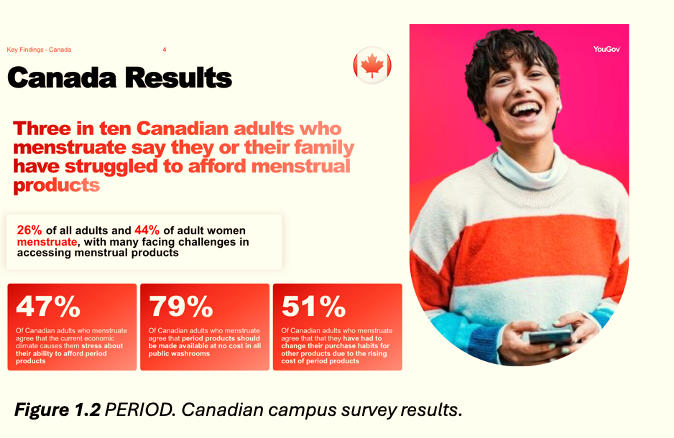 Key Findings - Canada
4
YouGov
Canada Results
Three in ten Canadian adults who
menstruate say they or their family
have struggled to afford menstrual
products
26% of all adults and 44% of adult women
menstruate, with many facing challenges in
accessing menstrual products
47%
Of Canadian adults who menstruate
agree that the current economic
climate causes them stress about
their ability to afford period
products
79%
Of Canadian adults who menstruate
agree that period products should
be made available at no cost in all
public washrooms
51%
Of Canadian adults who menstruate
agree that that they have had to
change their purchase habits for
other products due to the rising
cost of period products
Figure 1.2 PERIOD. Canadian campus survey results.